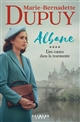 Marie-Bernadette
DUPUY
Albane
Des cœurs
dans la tourmente